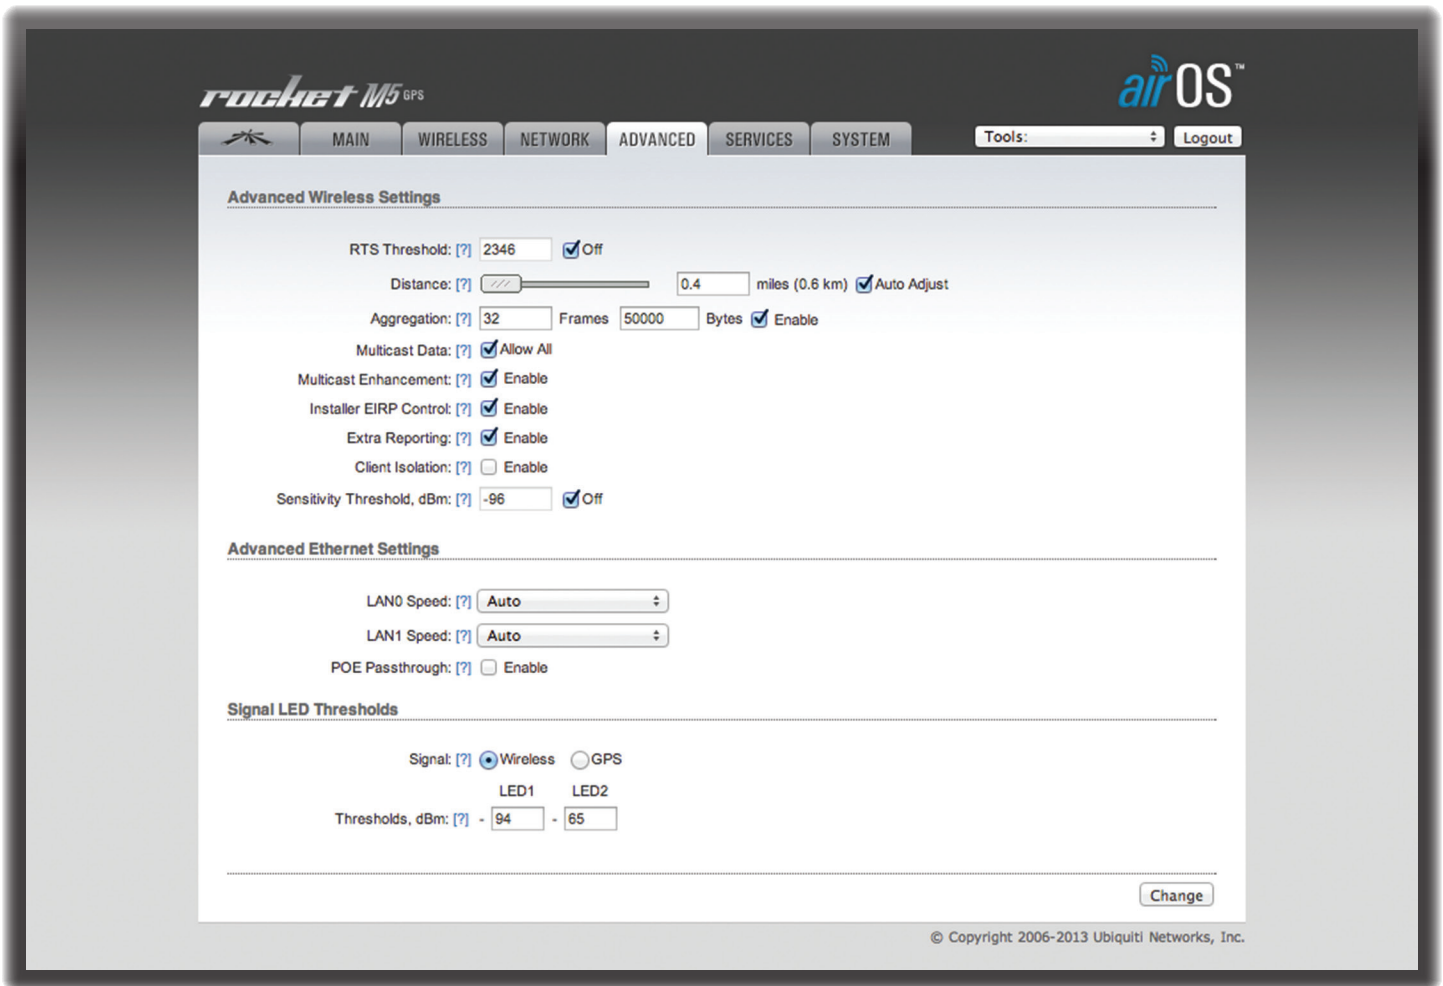 rocket M5 GPS
airOS™
MAIN WIRELESS NETWORK ADVANCED SERVICES SYSTEM Tools: Logout
Advanced Wireless Settings
RTS Threshold: [?] 2346 Off
Distance: [?] 0.4 miles (0.6 km) Auto Adjust
Aggregation: [?] 32 Frames 50000 Bytes Enable
Multicast Data: [?] Allow All
Multicast Enhancement: [?] Enable
Installer EIRP Control: [?] Enable
Extra Reporting: [?] Enable
Client Isolation: [?] Enable
Sensitivity Threshold, dBm: [?] -96 Off
Advanced Ethernet Settings
LAN0 Speed: [?] Auto
LAN1 Speed: [?] Auto
POE Passthrough: [?] Enable
Signal LED Thresholds
Signal: [?] Wireless GPS
LED1 LED2
Thresholds, dBm: [?] - 94 - 65
Change
© Copyright 2006-2013 Ubiquiti Networks, Inc.